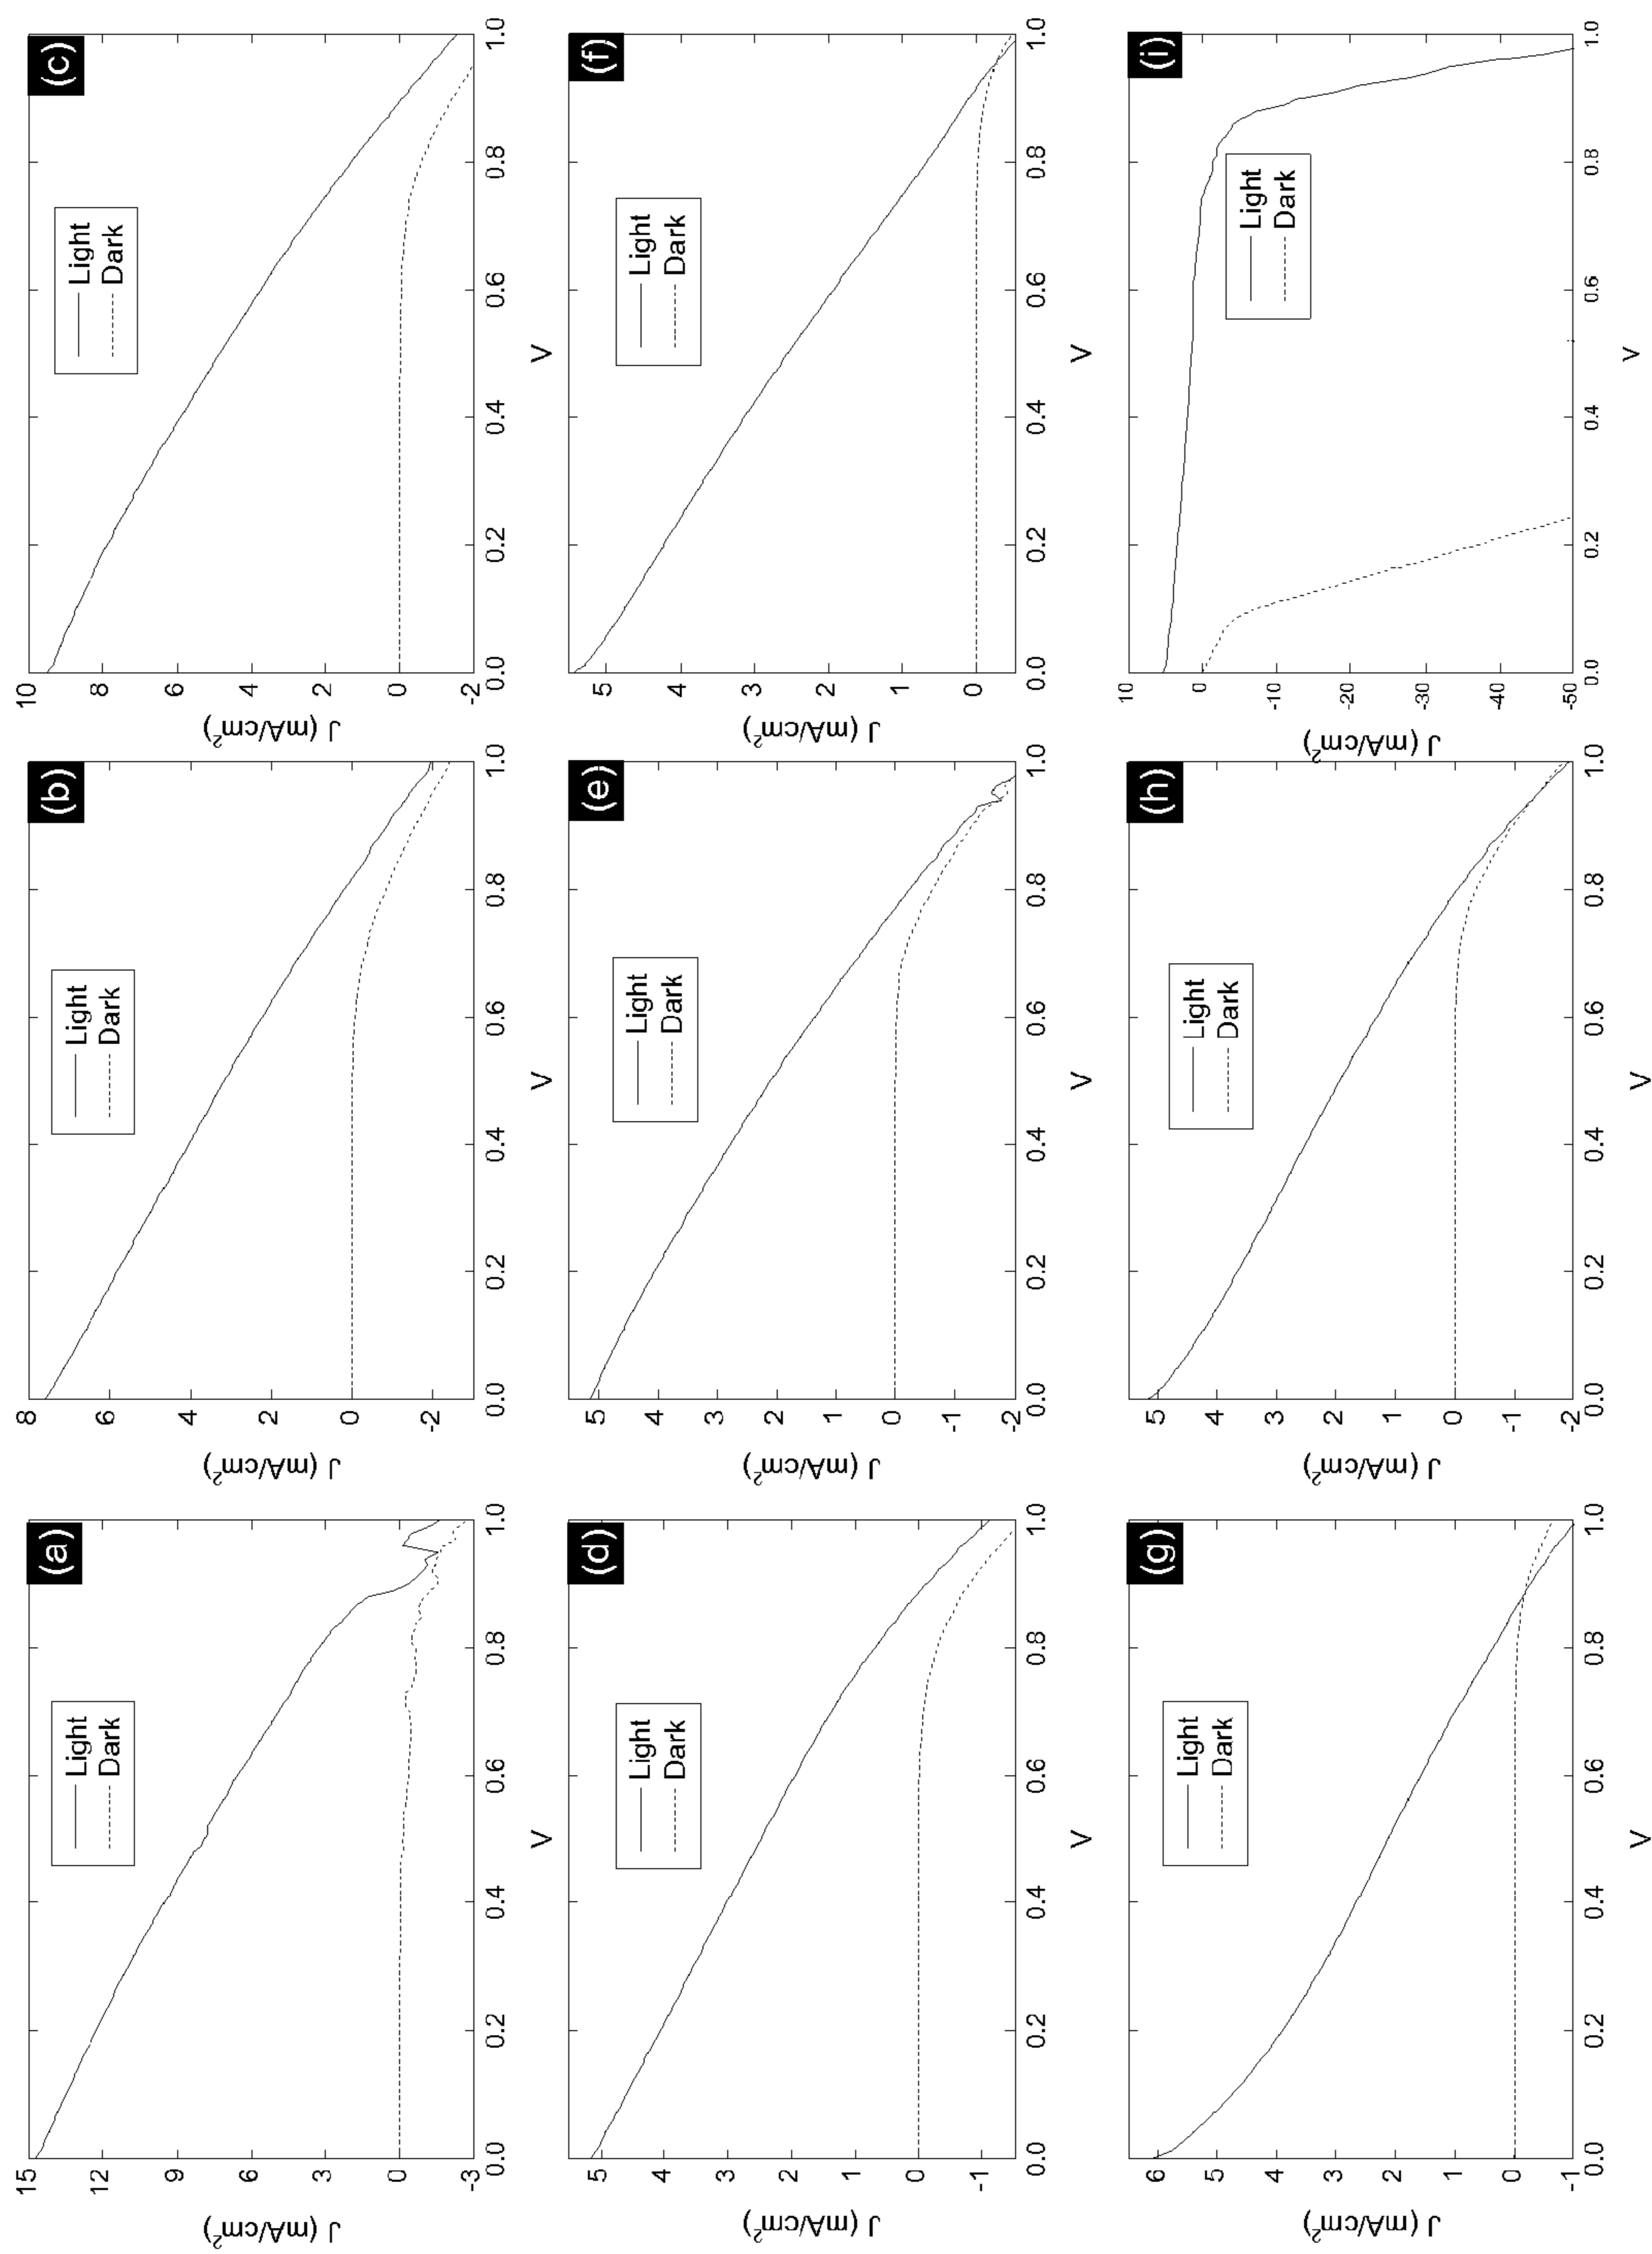 (a)
J (mA/cm²)
15
12
9
6
3
0
-3
Light
Dark
0.0 0.2 0.4 0.6 0.8 1.0
V
(b)
J (mA/cm²)
8
6
4
2
0
-2
Light
Dark
0.0 0.2 0.4 0.6 0.8 1.0
V
(c)
J (mA/cm²)
10
8
6
4
2
0
-2
Light
Dark
0.0 0.2 0.4 0.6 0.8 1.0
V
(d)
J (mA/cm²)
5
4
3
2
1
0
-1
Light
Dark
0.0 0.2 0.4 0.6 0.8 1.0
V
(e)
J (mA/cm²)
5
4
3
2
1
0
-1
-2
Light
Dark
0.0 0.2 0.4 0.6 0.8 1.0
V
(f)
J (mA/cm²)
5
4
3
2
1
0
Light
Dark
0.0 0.2 0.4 0.6 0.8 1.0
V
(g)
J (mA/cm²)
6
5
4
3
2
1
0
-1
Light
Dark
0.0 0.2 0.4 0.6 0.8 1.0
V
(h)
J (mA/cm²)
5
4
3
2
1
0
-1
-2
Light
Dark
0.0 0.2 0.4 0.6 0.8 1.0
V
(i)
J (mA/cm²)
10
0
-10
-20
-30
-40
-50
Light
Dark
0.0 0.2 0.4 0.6 0.8 1.0
V